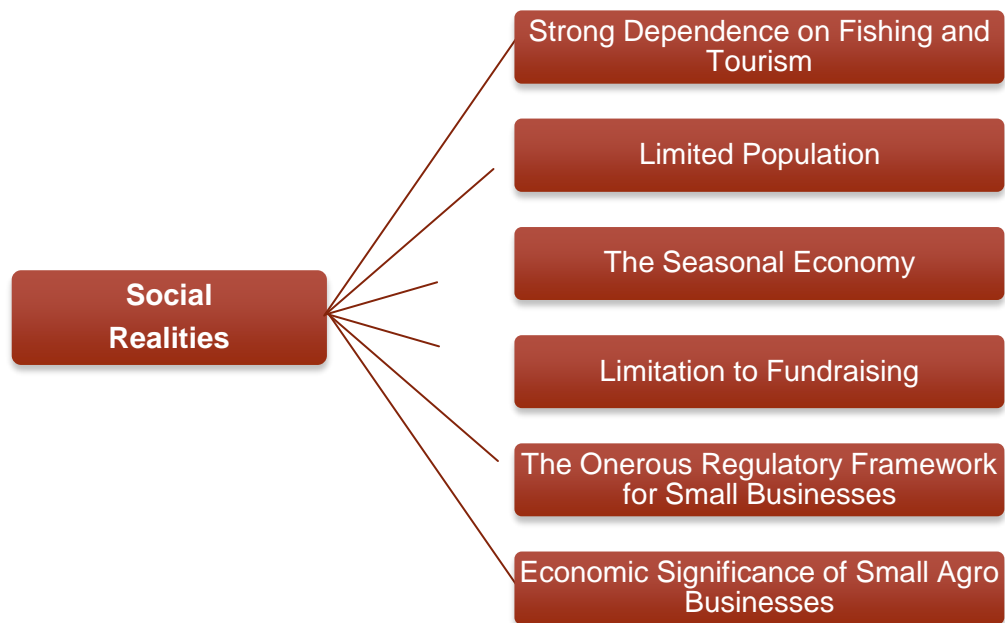 Strong Dependence on Fishing and
Tourism
Limited Population
The Seasonal Economy
Social
Realities
Limitation to Fundraising
The Onerous Regulatory Framework
for Small Businesses
Economic Significance of Small Agro
Businesses